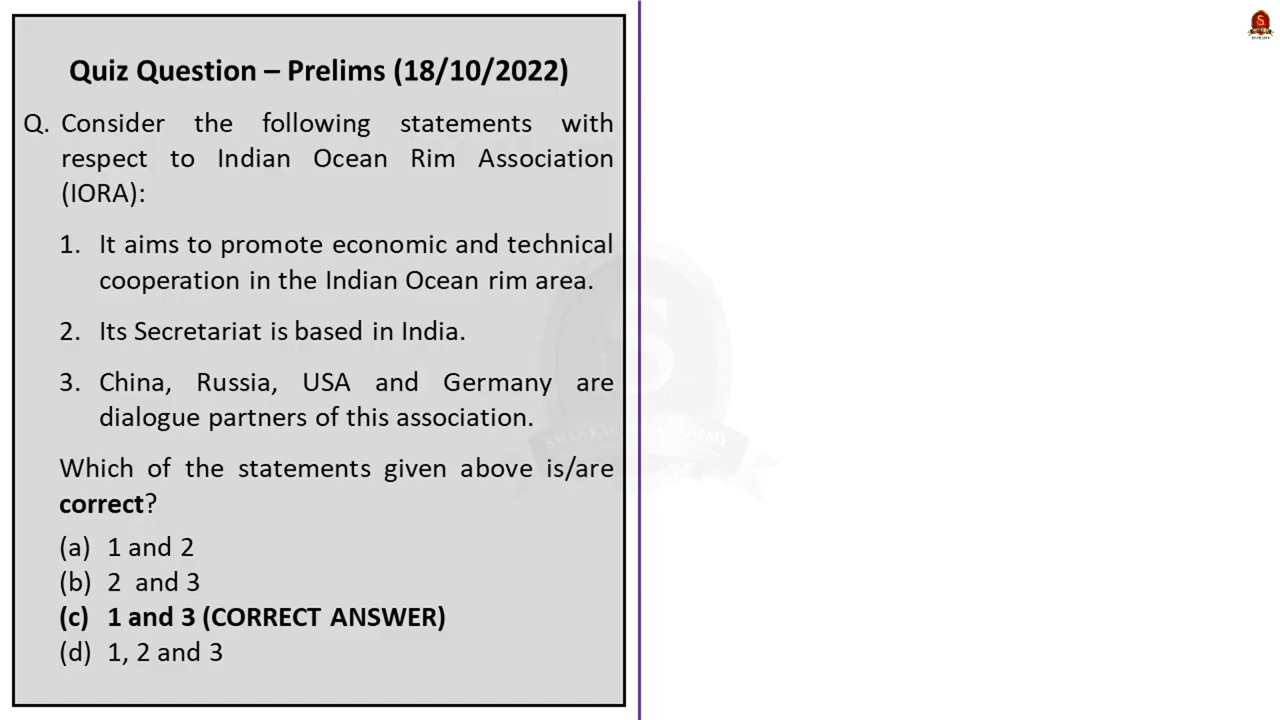 Quiz Question – Prelims (18/10/2022)
Q. Consider the following statements with
respect to Indian Ocean Rim Association
(IORA):
1. It aims to promote economic and technical
cooperation in the Indian Ocean rim area.
2. Its Secretariat is based in India.
3. China, Russia, USA and Germany are
dialogue partners of this association.
Which of the statements given above is/are
correct?
(a) 1 and 2
(b) 2 and 3
(c) 1 and 3 (CORRECT ANSWER)
(d) 1, 2 and 3